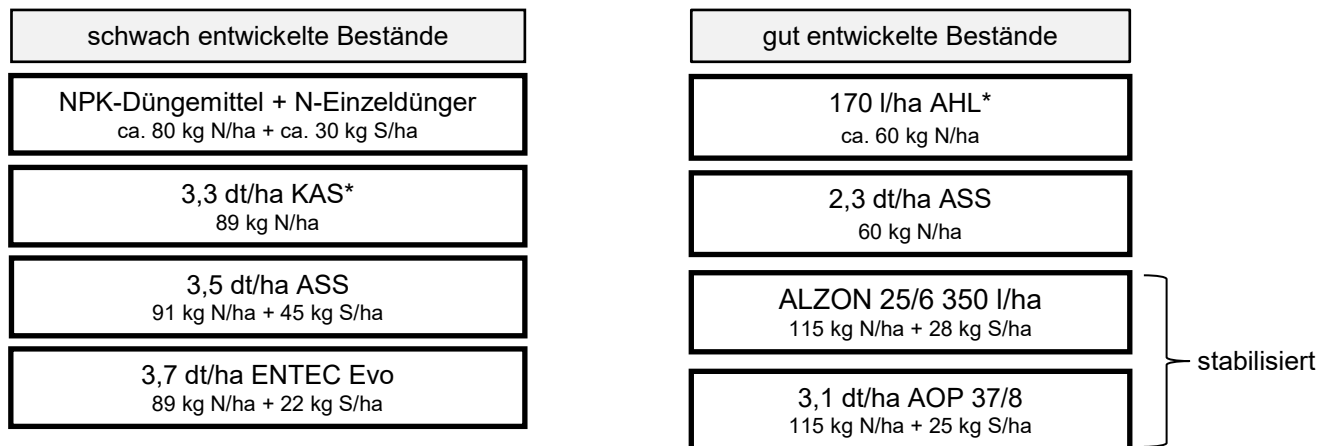 schwach entwickelte Bestände
NPK-Düngemittel + N-Einzeldünger
ca. 80 kg N/ha + ca. 30 kg S/ha
3,3 dt/ha KAS*
89 kg N/ha
3,5 dt/ha ASS
91 kg N/ha + 45 kg S/ha
3,7 dt/ha ENTEC Evo
89 kg N/ha + 22 kg S/ha
gut entwickelte Bestände
170 l/ha AHL*
ca. 60 kg N/ha
2,3 dt/ha ASS
60 kg N/ha
ALZON 25/6 350 l/ha
115 kg N/ha + 28 kg S/ha
3,1 dt/ha AOP 37/8
115 kg N/ha + 25 kg S/ha
stabilisiert